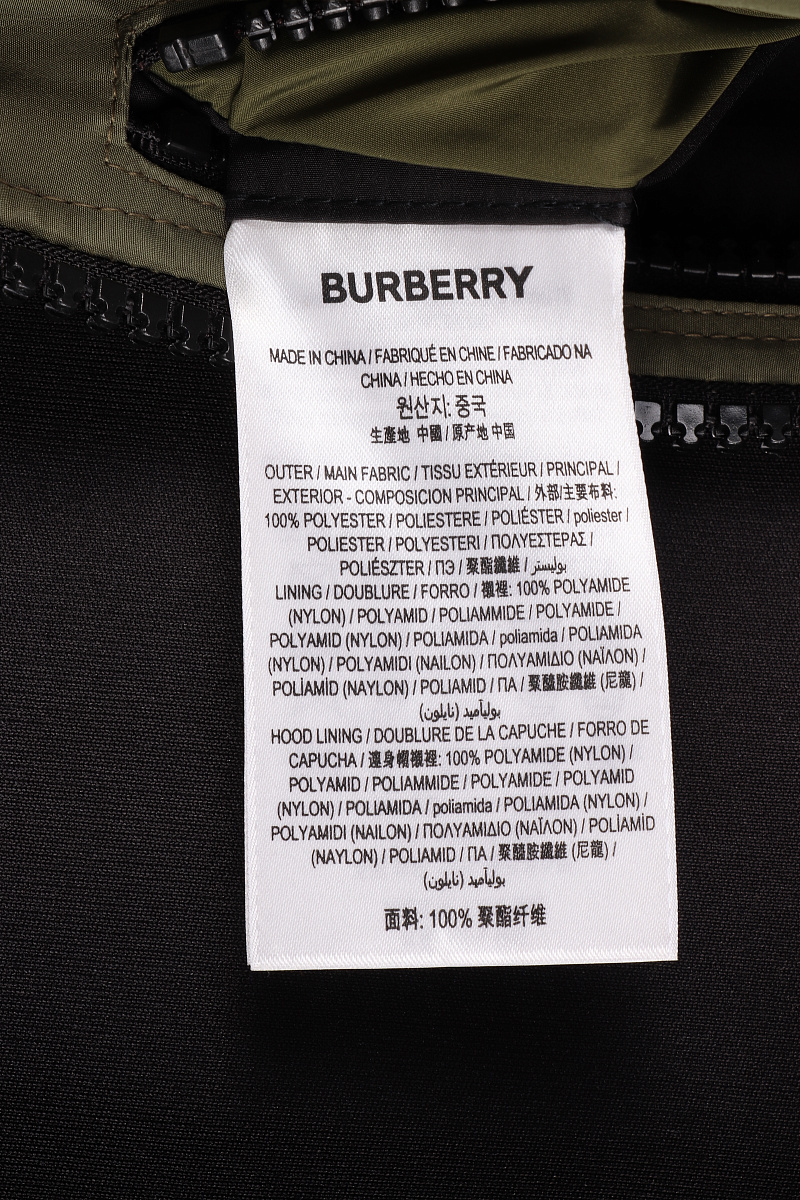 BURBERRY
MADE IN CHINA / FABRIQUÉ EN CHINE / FABRICADO NA
CHINA / HECHO EN CHINA
원산지: 중국
生產地 中國 / 原产地 中国
OUTER / MAIN FABRIC / TISSU EXTÉRIEUR / PRINCIPAL /
EXTERIOR - COMPOSICION PRINCIPAL / 外部/主要布料:
100% POLYESTER / POLIESTERE / POLIÉSTER / poliester /
POLIESTER / POLYESTERI / ΠΟΛΥΕΣΤΕΡΑΣ /
POLIÉSZTER / ПЭ / 聚酯纖維 / بوليستر
LINING / DOUBLURE / FORRO / 襯裡: 100% POLYAMIDE
(NYLON) / POLYAMID / POLIAMMIDE / POLYAMIDE /
POLYAMID (NYLON) / POLIAMIDA / poliamida / POLIAMIDA
(NYLON) / POLYAMIDI (NAILON) / ΠΟΛΥΑΜΙΔΙΟ (ΝΑΪΛΟΝ) /
POLİAMİD (NAYLON) / POLIAMID / ПА / 聚醯胺纖維 (尼龍) /
بوليآميد (نايلون)
HOOD LINING / DOUBLURE DE LA CAPUCHE / FORRO DE
CAPUCHA / 連身帽襯裡: 100% POLYAMIDE (NYLON) /
POLYAMID / POLIAMMIDE / POLYAMIDE / POLYAMID
(NYLON) / POLIAMIDA / poliamida / POLIAMIDA (NYLON) /
POLYAMIDI (NAILON) / ΠΟΛΥΑΜΙΔΙΟ (ΝΑΪΛΟΝ) / POLİAMİD
(NAYLON) / POLIAMID / ПА / 聚醯胺纖維 (尼龍) /
بوليآميد (نايلون)
面料: 100% 聚酯纤维